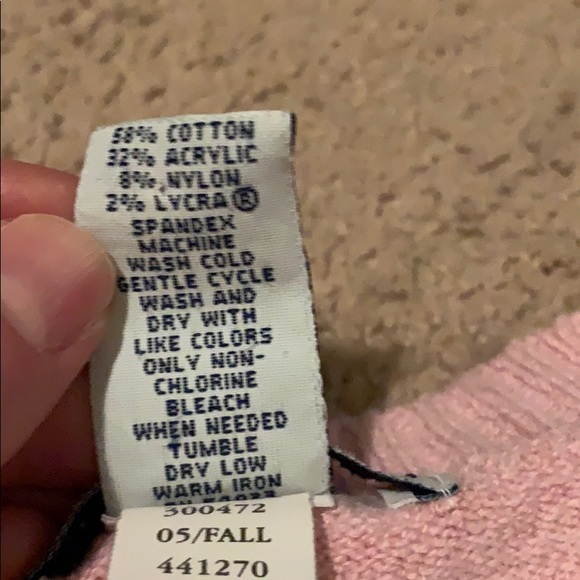 58% COTTON
32% ACRYLIC
8% NYLON
2% LYCRA®
SPANDEX
MACHINE
WASH COLD
GENTLE CYCLE
WASH AND
DRY WITH
LIKE COLORS
ONLY NON-
CHLORINE
BLEACH
WHEN NEEDED
TUMBLE
DRY LOW
WARM IRON
300472
05/FALL
441270